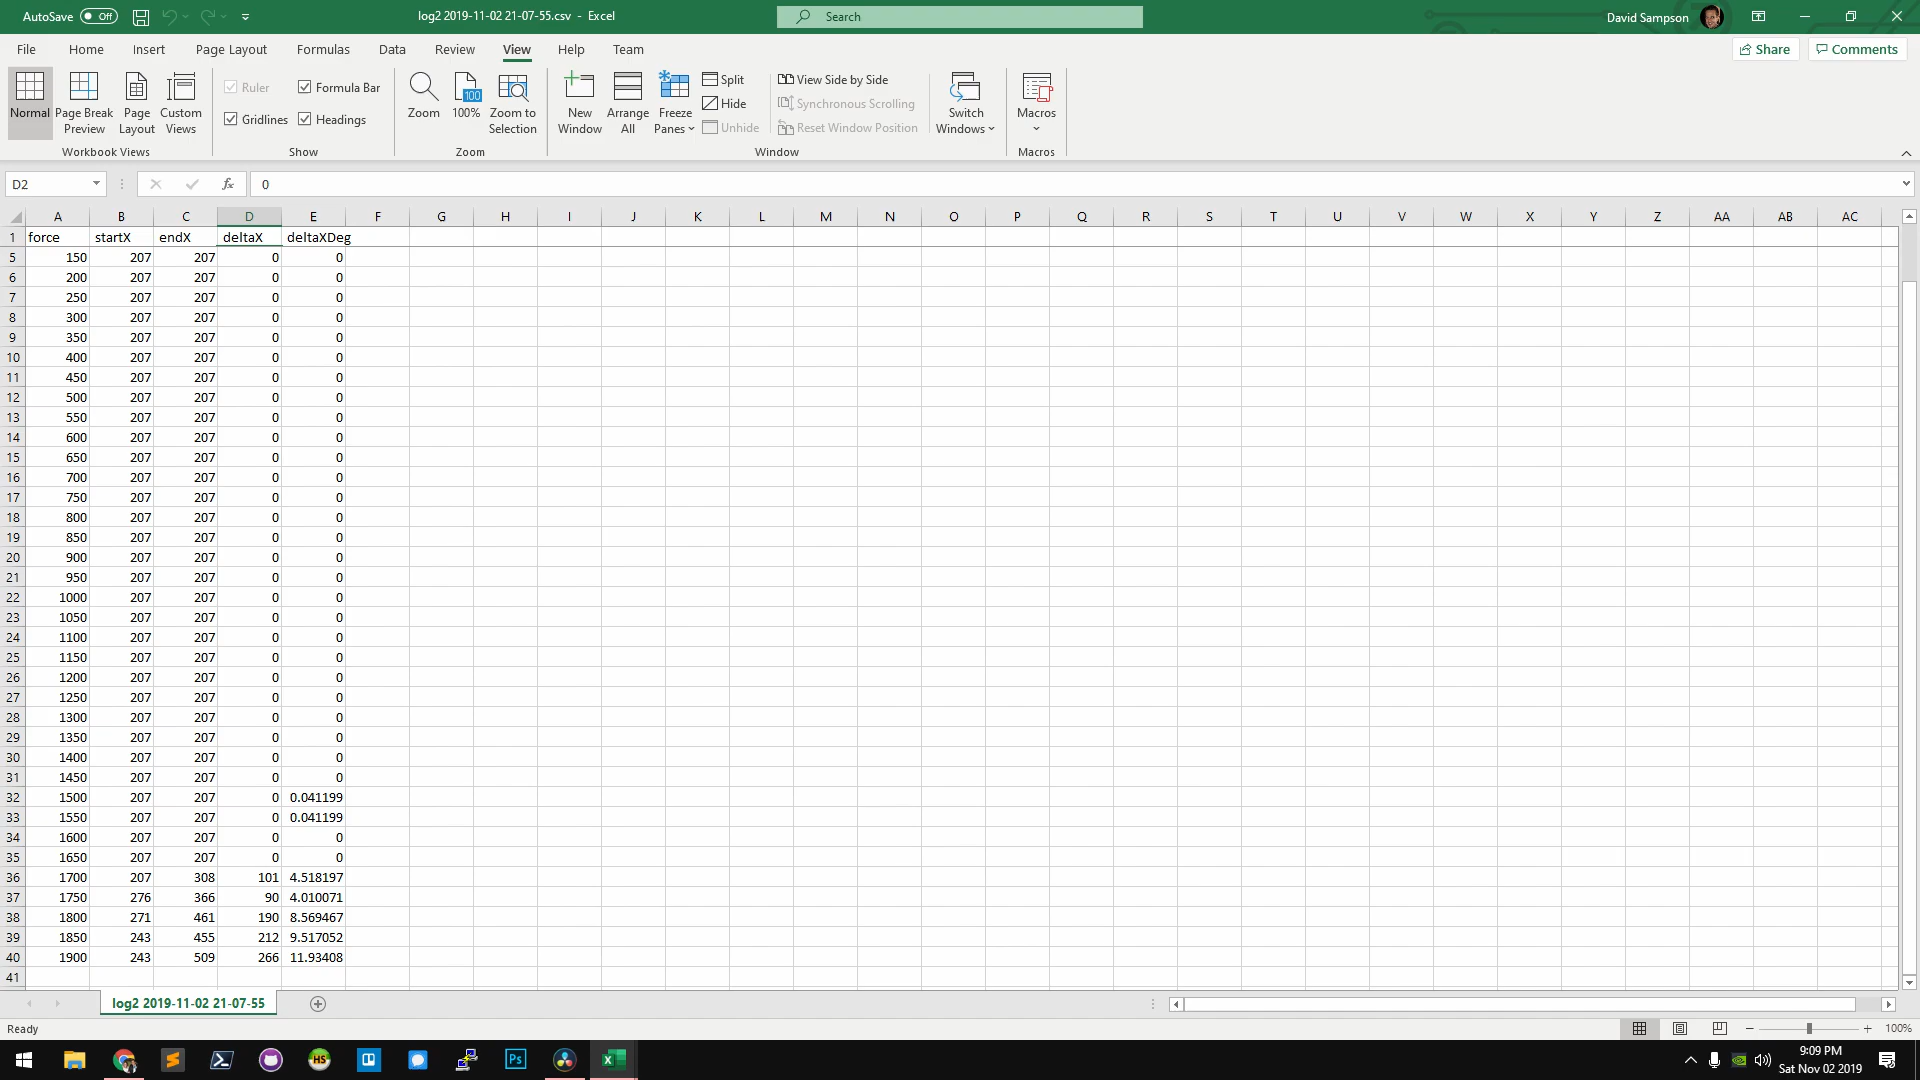 AutoSave Off log2 2019-11-02 21-07-55.csv - Excel Search David Sampson
File Home Insert Page Layout Formulas Data Review View Help Team Share Comments
Normal Page Break Preview Page Layout Custom Views Ruler Formula Bar Gridlines Headings Zoom 100 100% Zoom to Selection New Window Arrange All Freeze Panes Split Hide Unhide View Side by Side Synchronous Scrolling Reset Window Position Switch Windows Macros
Workbook Views Show Zoom Window Macros
D2 fx 0
A B C D E F G H I J K L M N O P Q R S T U V W X Y Z AA AB AC
1 force startX endX deltaX deltaXDeg
5 150 207 207 0 0
6 200 207 207 0 0
7 250 207 207 0 0
8 300 207 207 0 0
9 350 207 207 0 0
10 400 207 207 0 0
11 450 207 207 0 0
12 500 207 207 0 0
13 550 207 207 0 0
14 600 207 207 0 0
15 650 207 207 0 0
16 700 207 207 0 0
17 750 207 207 0 0
18 800 207 207 0 0
19 850 207 207 0 0
20 900 207 207 0 0
21 950 207 207 0 0
22 1000 207 207 0 0
23 1050 207 207 0 0
24 1100 207 207 0 0
25 1150 207 207 0 0
26 1200 207 207 0 0
27 1250 207 207 0 0
28 1300 207 207 0 0
29 1350 207 207 0 0
30 1400 207 207 0 0
31 1450 207 207 0 0
32 1500 207 207 0 0.041199
33 1550 207 207 0 0.041199
34 1600 207 207 0 0
35 1650 207 207 0 0
36 1700 207 308 101 4.518197
37 1750 276 366 90 4.010071
38 1800 271 461 190 8.569467
39 1850 243 455 212 9.517052
40 1900 243 509 266 11.93408
41
log2 2019-11-02 21-07-55
Ready 100%
HS Ps X 9:09 PM
Sat Nov 02 2019